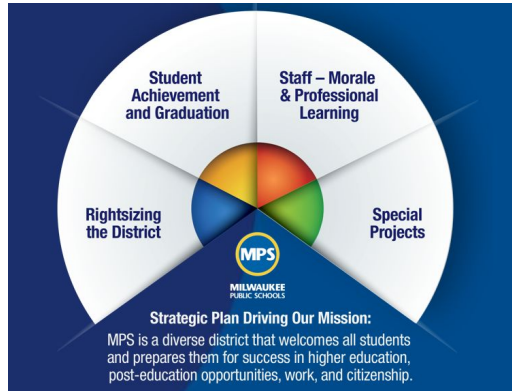 Student
Achievement
and Graduation
Staff – Morale
& Professional
Learning
Rightsizing
the District
Special
Projects
MPS
MILWAUKEE
PUBLIC SCHOOLS
Strategic Plan Driving Our Mission:
MPS is a diverse district that welcomes all students
and prepares them for success in higher education,
post-education opportunities, work, and citizenship.